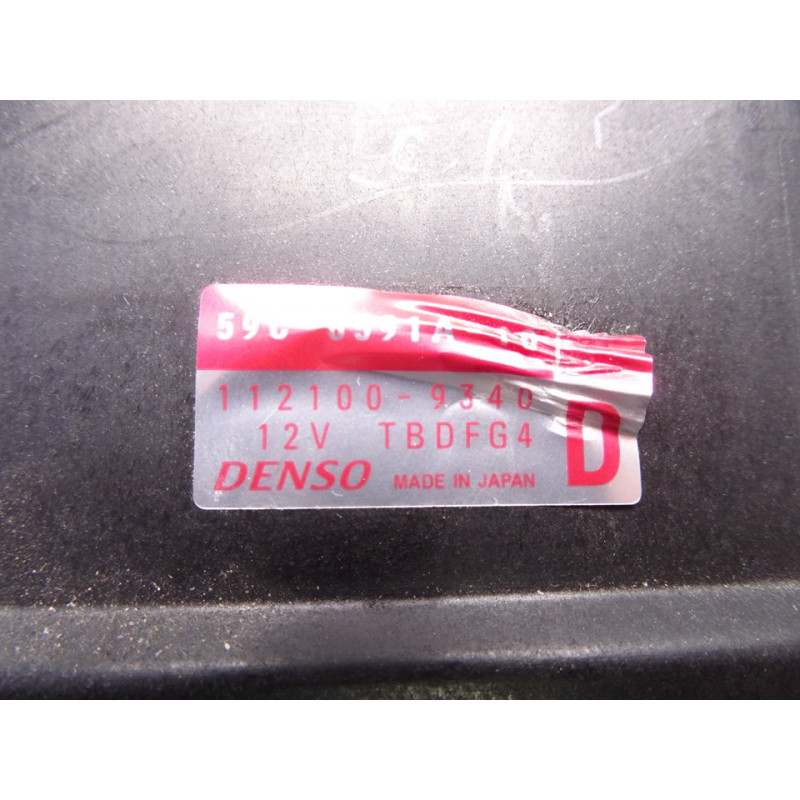 112100-9340
12V TBDFG4
D
DENSO MADE IN JAPAN